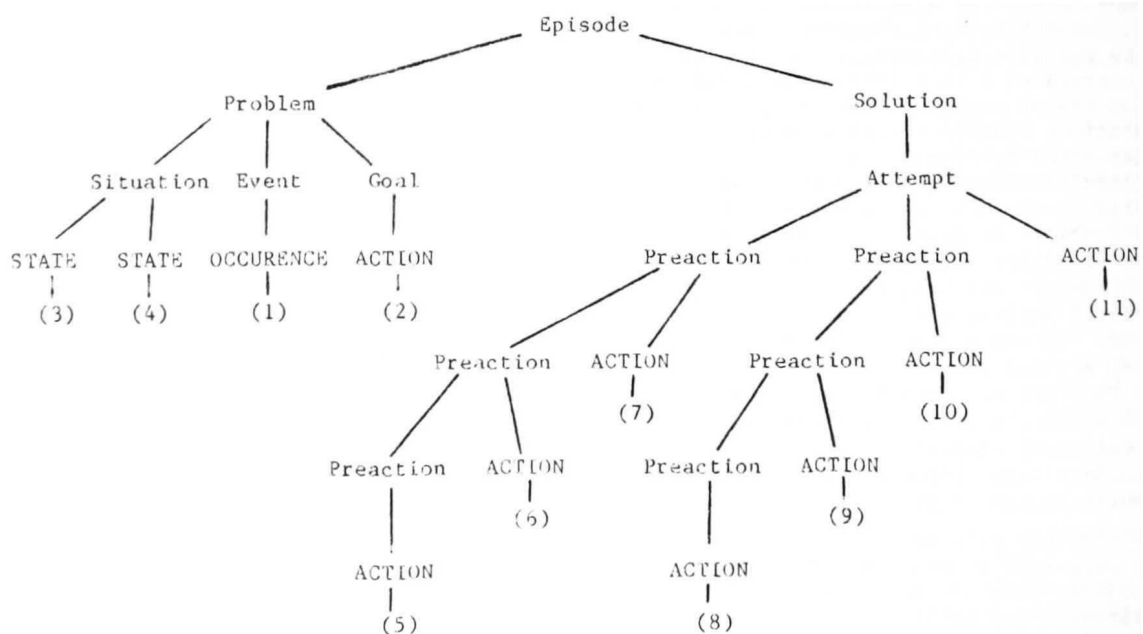 Episode
Problem Solution
Situation Event Goal Attempt
STATE STATE OCCURENCE ACTION Preaction Preaction ACTION
(3) (4) (1) (2) (11)
Preaction ACTION Preaction ACTION
(7) (10)
Preaction ACTION Preaction ACTION
(6) (9)
ACTION ACTION
(5) (8)